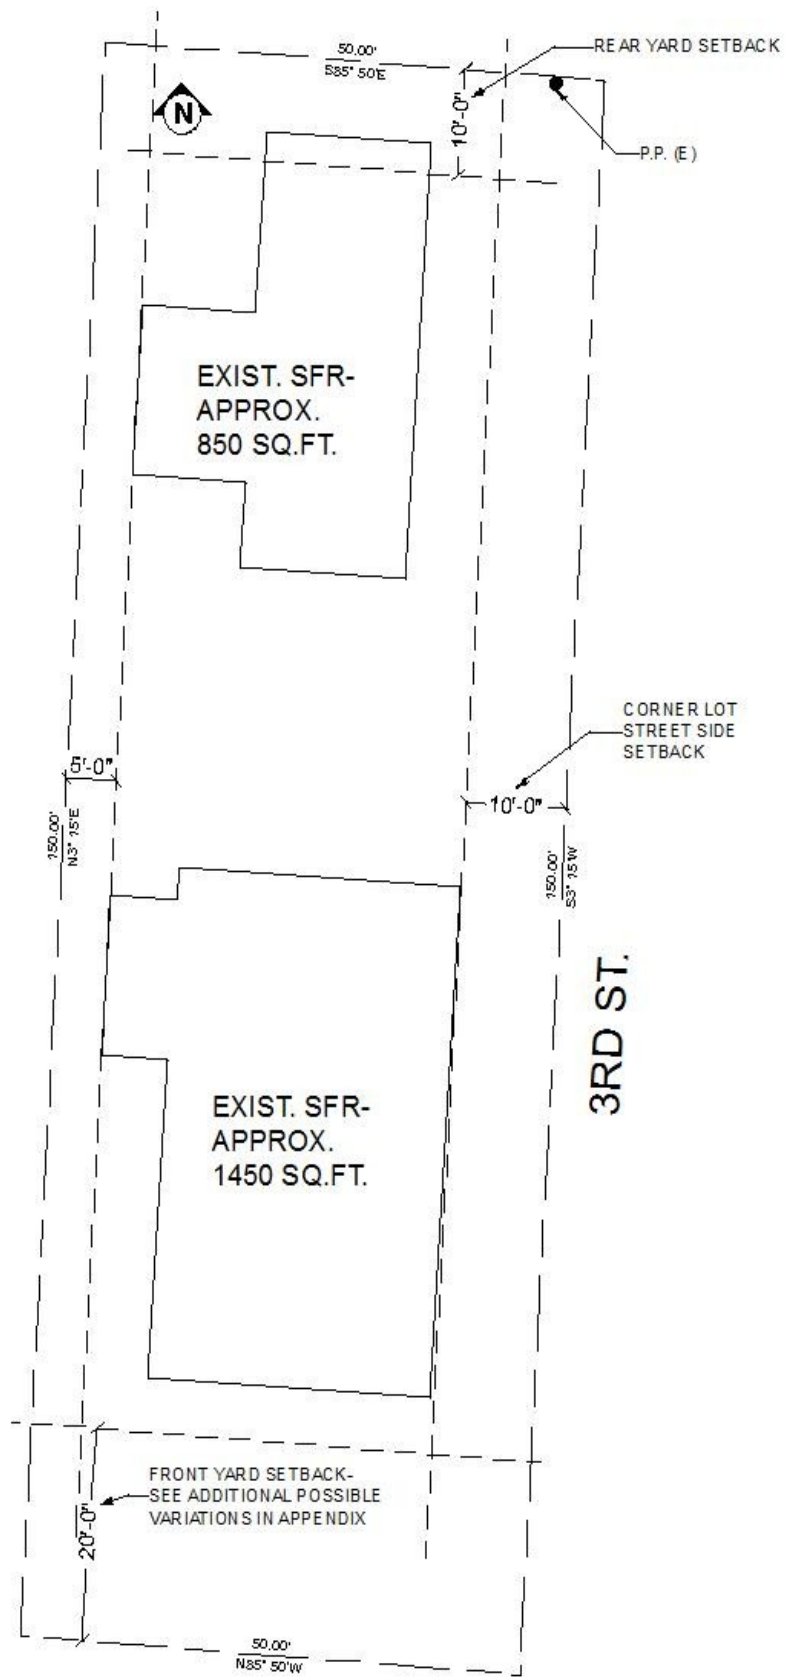 50.00'
S85° 50'E
REAR YARD SETBACK
N
10'-0"
P.P. (E)
EXIST. SFR-
APPROX.
850 SQ.FT.
CORNER LOT
STREET SIDE
SETBACK
5'-0"
10'-0"
150.00'
N3° 15'E
150.00'
S3° 15'W
3RD ST.
EXIST. SFR-
APPROX.
1450 SQ.FT.
FRONT YARD SETBACK-
SEE ADDITIONAL POSSIBLE
VARIATIONS IN APPENDIX
20'-0"
50.00'
N85° 50'W